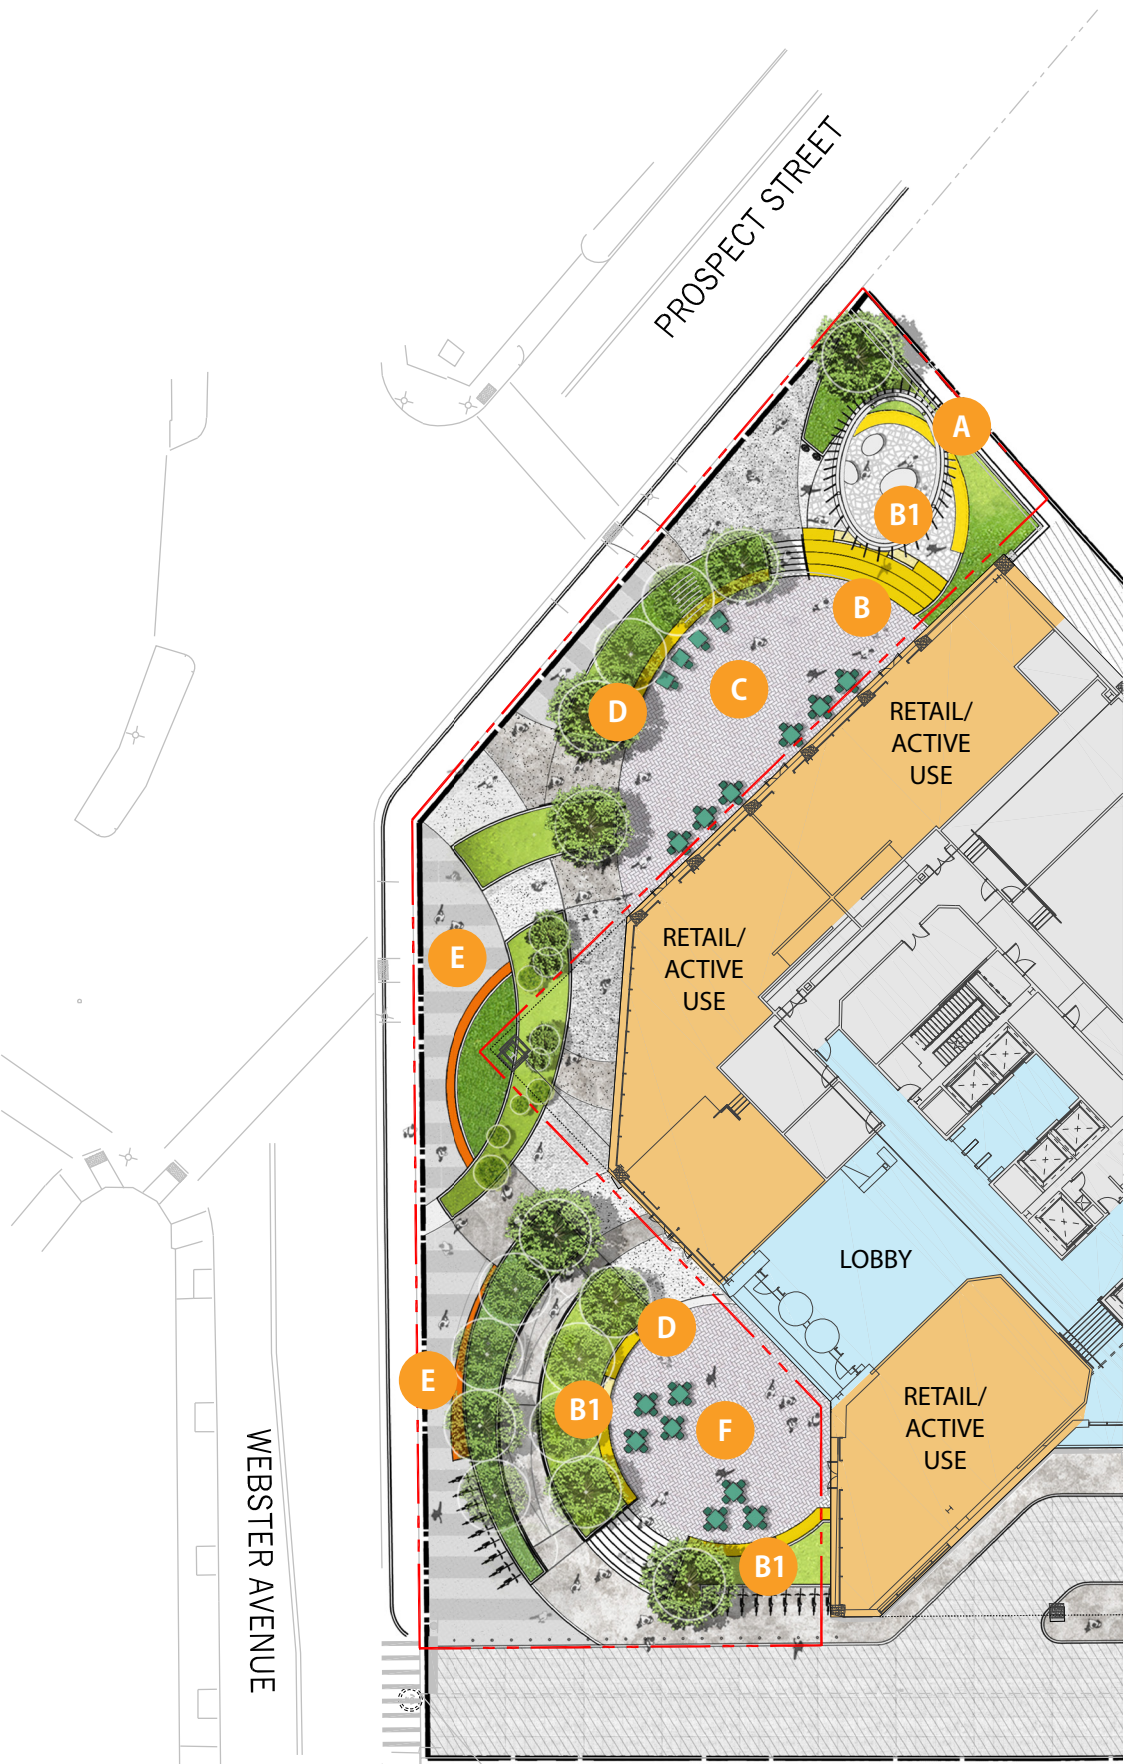 PROSPECT STREET
A
B1
B
C
D
RETAIL/
ACTIVE
USE
RETAIL/
ACTIVE
USE
E
LOBBY
D
E
B1
F
RETAIL/
ACTIVE
USE
WEBSTER AVENUE
B1